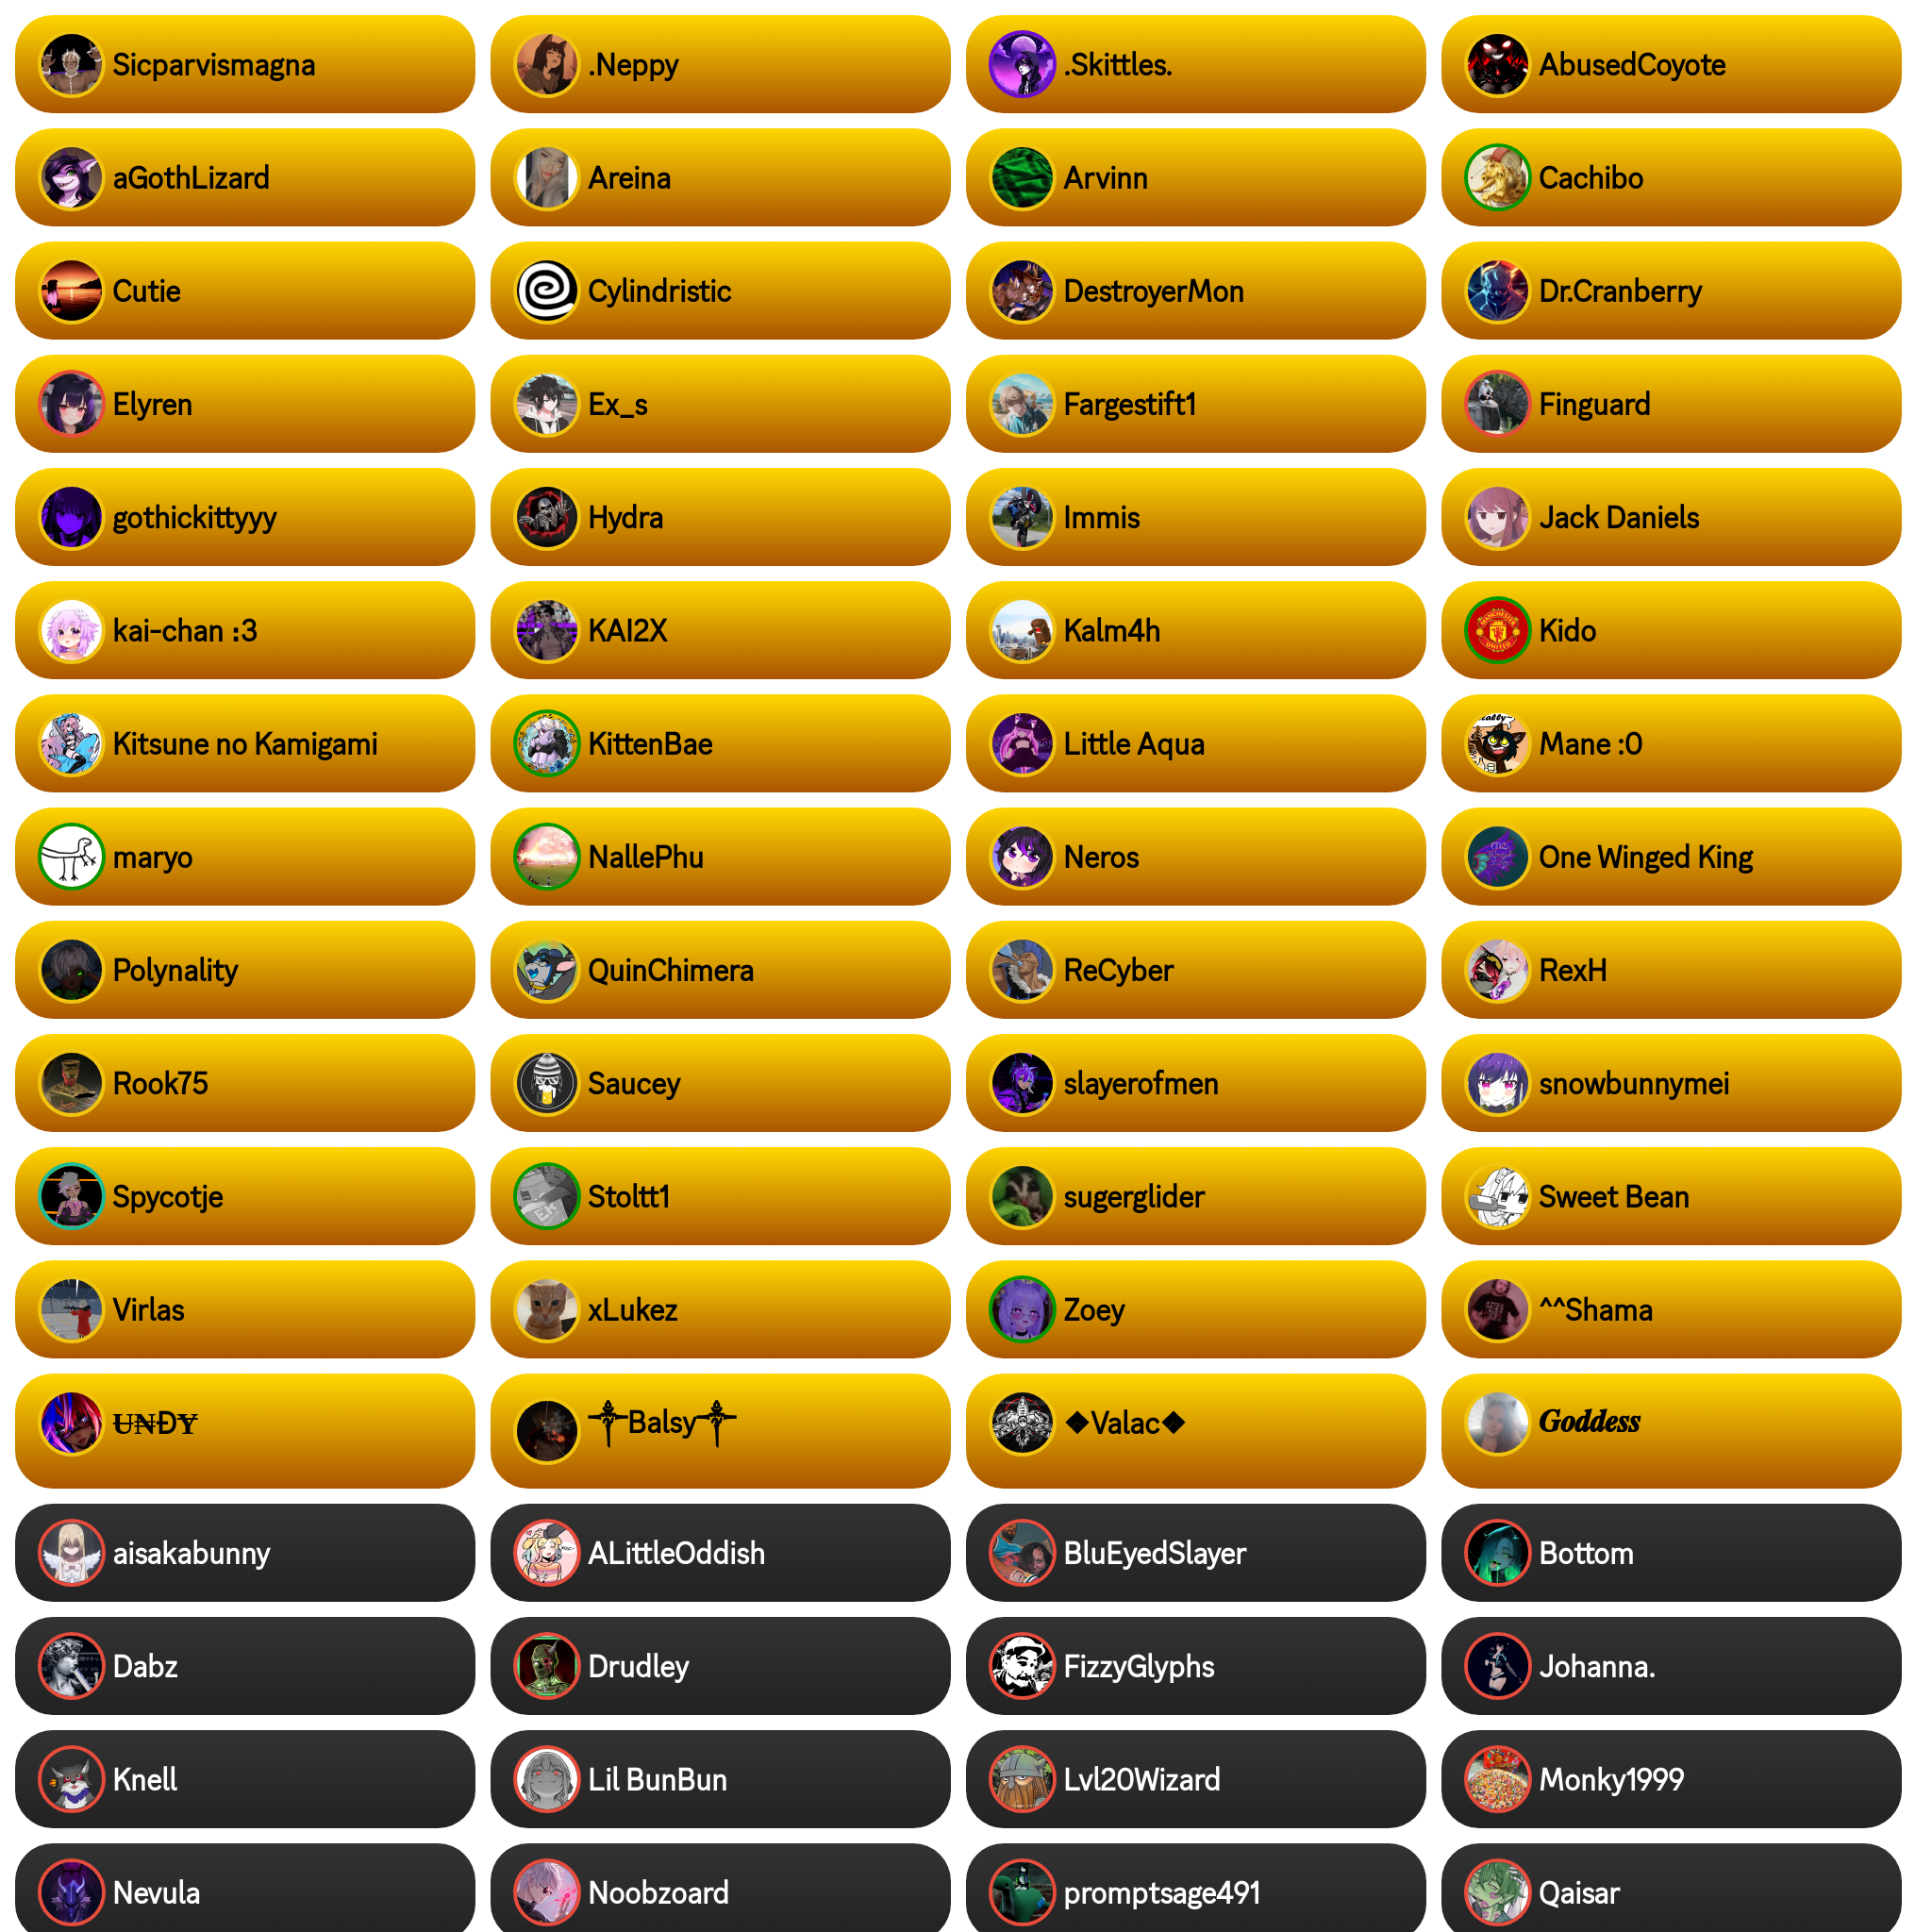 Sicparvismagna
.Neppy
.Skittles.
AbusedCoyote
aGothLizard
Areina
Arvinn
Cachibo
Cutie
Cylindristic
DestroyerMon
Dr.Cranberry
Elyren
Ex_s
Fargestift1
Finguard
gothickittyyy
Hydra
Immis
Jack Daniels
kai-chan :3
KAI2X
Kalm4h
MANCHESTER UNITED
Kido
Kitsune no Kamigami
KittenBae
Little Aqua
Mane :0
maryo
NallePhu
Neros
One Winged King
Polynality
QuinChimera
ReCyber
RexH
Rook75
Saucey
slayerofmen
snowbunnymei
Spycotje
Stoltt1
sugerglider
Sweet Bean
Virlas
xLukez
Zoey
^^Shama
U̶N̶ĐY̶
༒Balsy༒
◆Valac◆
𝑮𝒐𝒅𝒅𝒆𝒔𝒔
aisakabunny
ALittleOddish
BluEyedSlayer
Bottom
Dabz
Drudley
FizzyGlyphs
Johanna.
Knell
Lil BunBun
Lvl20Wizard
Monky1999
Nevula
Noobzoard
promptsage491
Qaisar